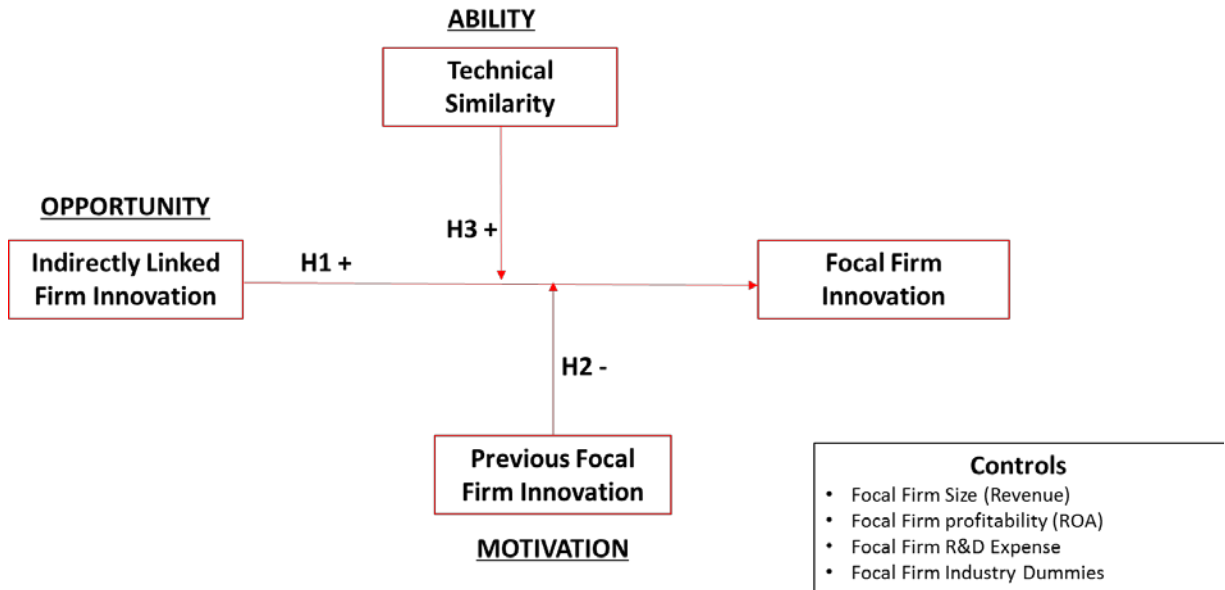 ABILITY
Technical
Similarity
OPPORTUNITY
Indirectly Linked
Firm Innovation
H1 +
H3 +
Focal Firm
Innovation
H2 -
Previous Focal
Firm Innovation
MOTIVATION
Controls
• Focal Firm Size (Revenue)
• Focal Firm profitability (ROA)
• Focal Firm R&D Expense
• Focal Firm Industry Dummies